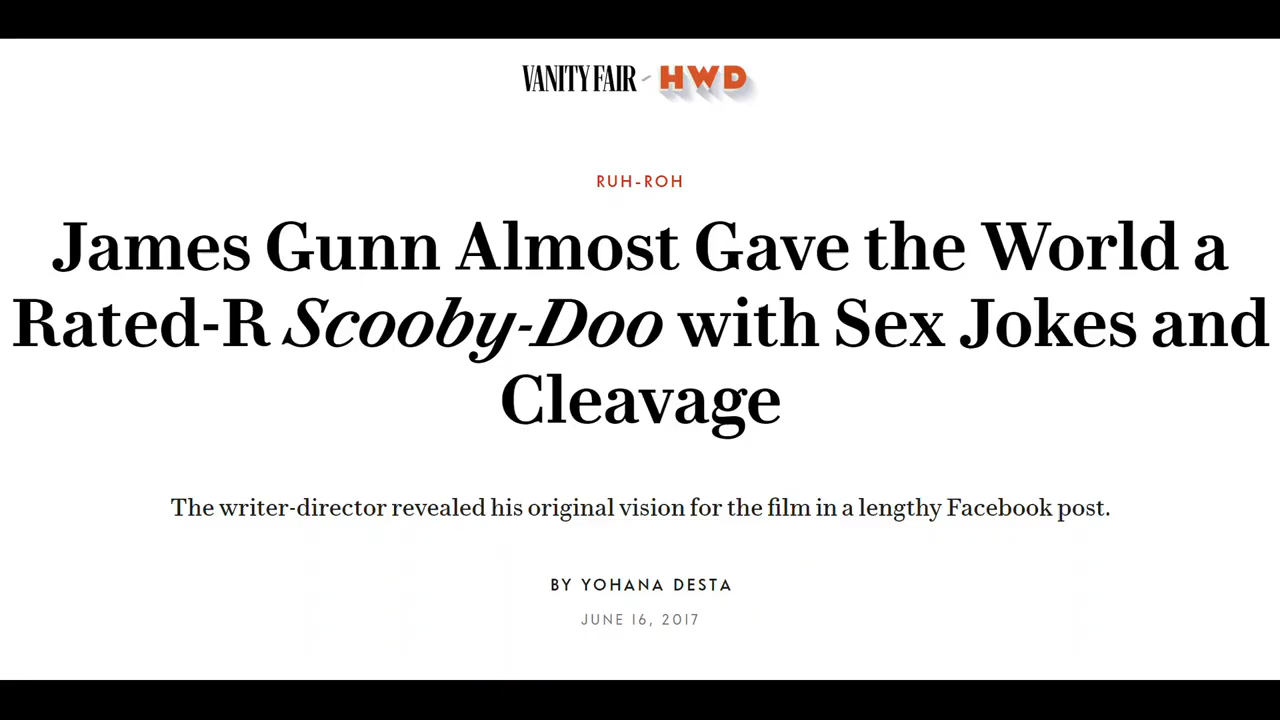 VANITY FAIR - HWD
RUH-ROH
James Gunn Almost Gave the World a
Rated-R Scooby-Doo with Sex Jokes and
Cleavage
The writer-director revealed his original vision for the film in a lengthy Facebook post.
BY YOHANA DESTA
JUNE 16, 2017